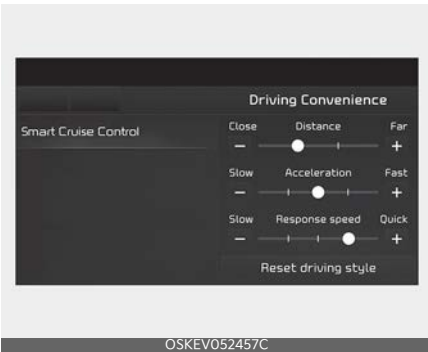 Driving Convenience
Smart Cruise Control
Close Distance Far
− +
Slow Acceleration Fast
− +
Slow Response speed Quick
− +
Reset driving style
OSKEV052457C